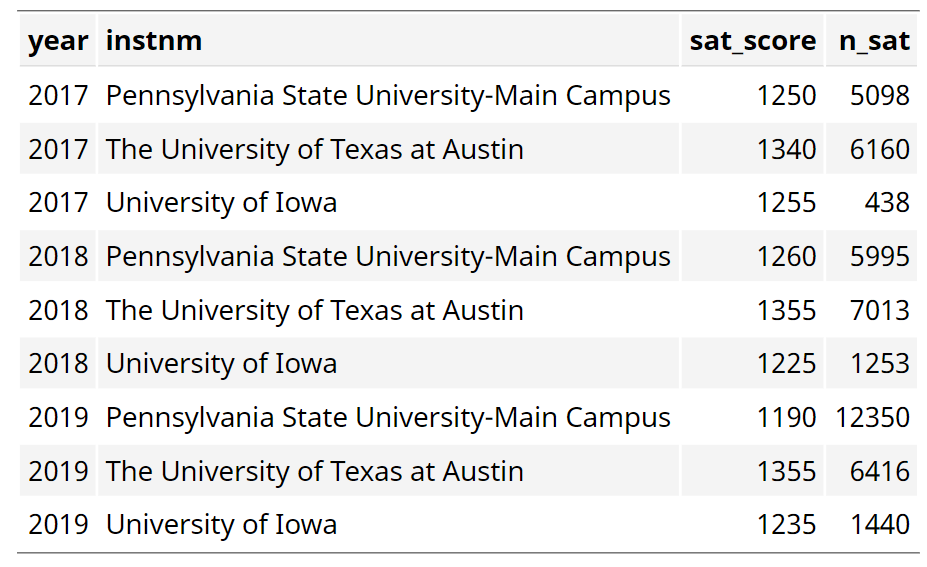 year instnm sat_score n_sat
2017 Pennsylvania State University-Main Campus 1250 5098
2017 The University of Texas at Austin 1340 6160
2017 University of Iowa 1255 438
2018 Pennsylvania State University-Main Campus 1260 5995
2018 The University of Texas at Austin 1355 7013
2018 University of Iowa 1225 1253
2019 Pennsylvania State University-Main Campus 1190 12350
2019 The University of Texas at Austin 1355 6416
2019 University of Iowa 1235 1440